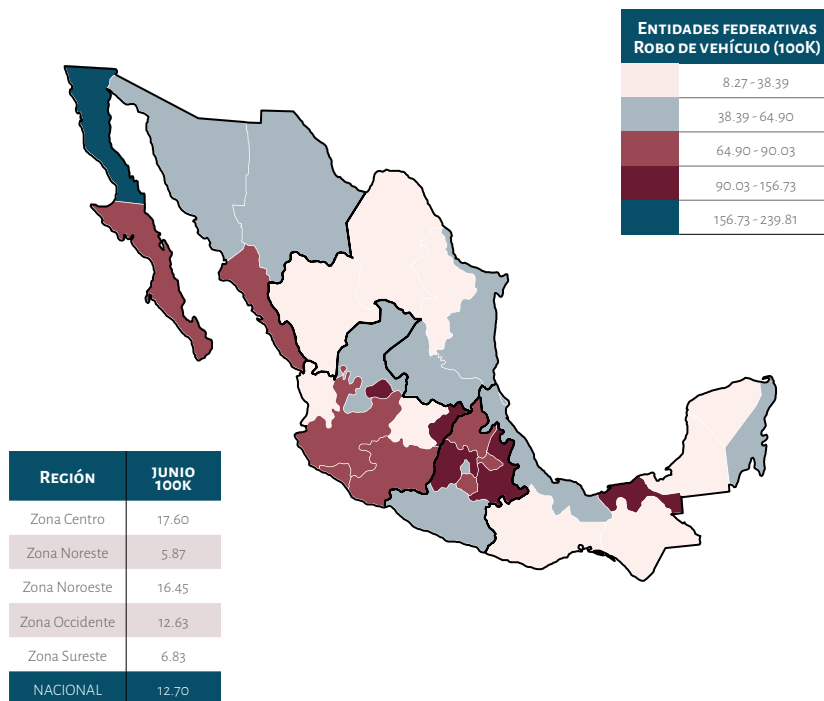 Entidades federativas
Robo de vehículo (100K)
8.27 - 38.39
38.39 - 64.90
64.90 - 90.03
90.03 - 156.73
156.73 - 239.81
Región junio 100K
Zona Centro 17.60
Zona Noreste 5.87
Zona Noroeste 16.45
Zona Occidente 12.63
Zona Sureste 6.83
NACIONAL 12.70